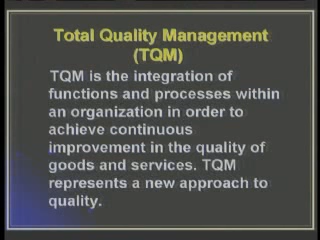 Total Quality Management
(TQM)
TQM is the integration of
functions and processes within
an organization in order to
achieve continuous
improvement in the quality of
goods and services. TQM
represents a new approach to
quality.